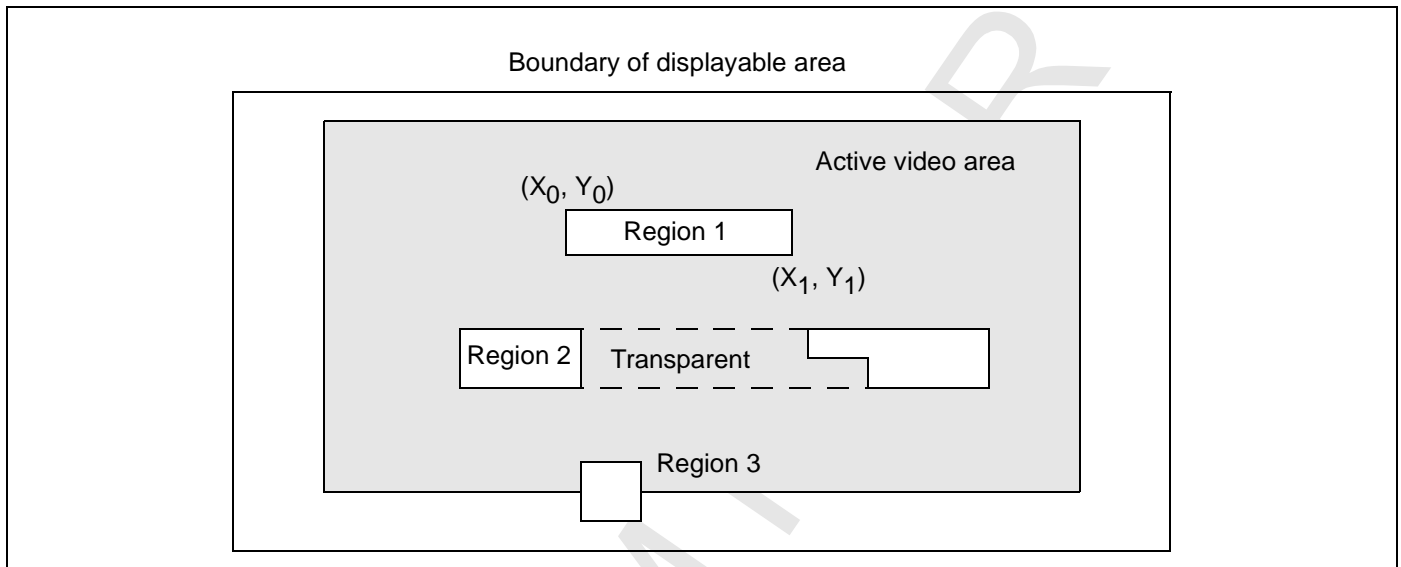 Boundary of displayable area
Active video area
(X0, Y0)
Region 1
(X1, Y1)
Region 2
Transparent
Region 3